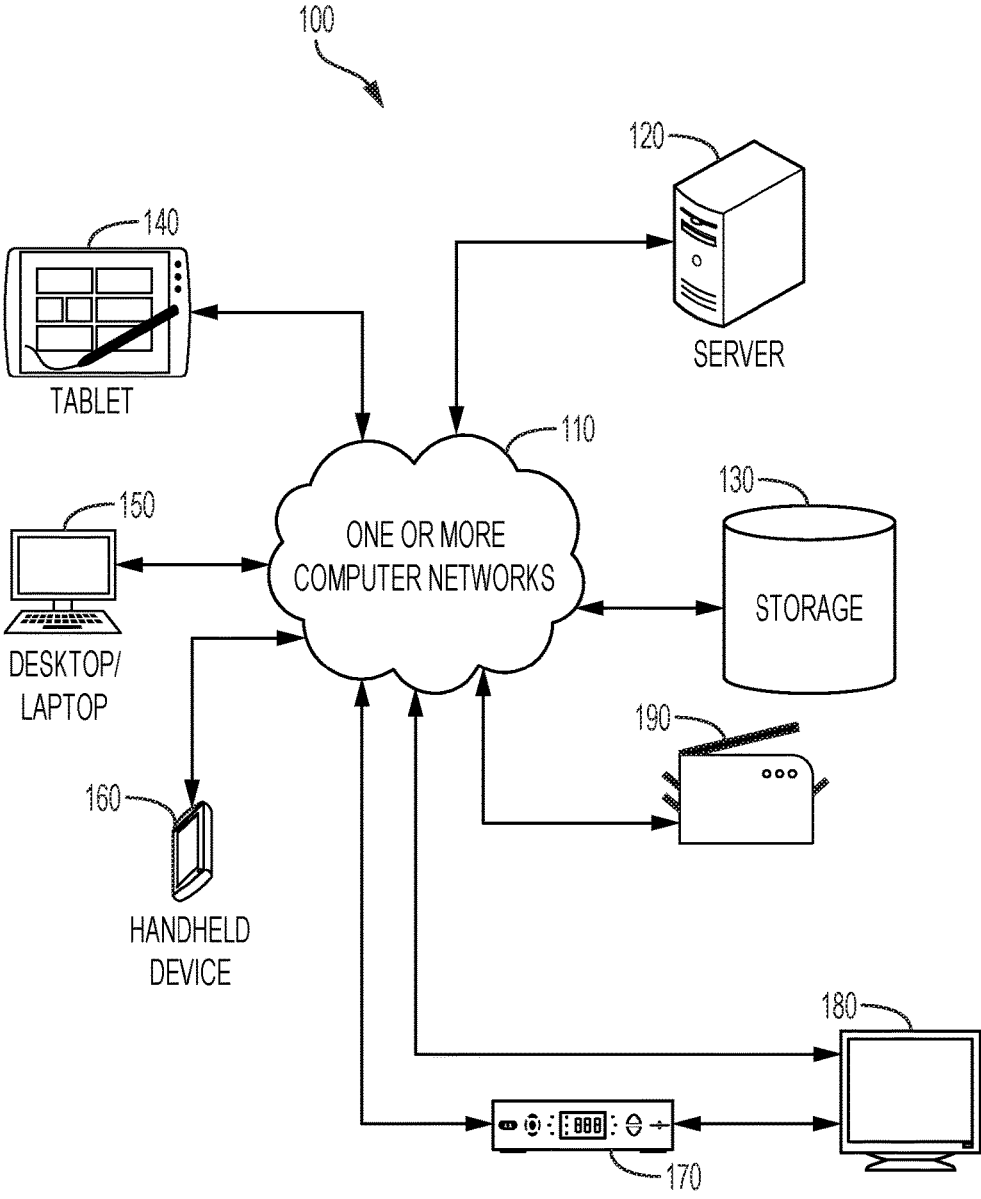 100
120
SERVER
140
TABLET
110
ONE OR MORE
COMPUTER NETWORKS
150
DESKTOP/
LAPTOP
130
STORAGE
190
160
HANDHELD
DEVICE
180
888
170